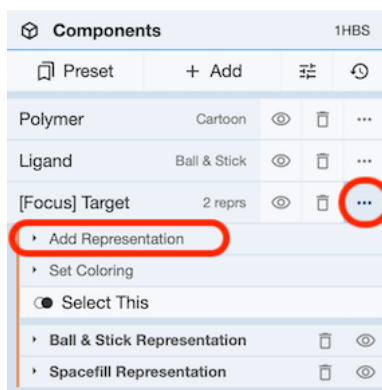 Components 1HBS
Preset + Add
Polymer Cartoon ...
Ligand Ball & Stick ...
[Focus] Target 2 reprs ...
Add Representation
Set Coloring
Select This
Ball & Stick Representation
Spacefill Representation